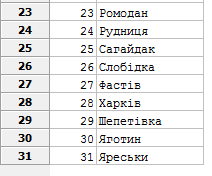 23 23 Ромодан
24 24 Рудниця
25 25 Сагайдак
26 26 Слобідка
27 27 Фастів
28 28 Харків
29 29 Шепетівка
30 30 Яготин
31 31 Яреськи